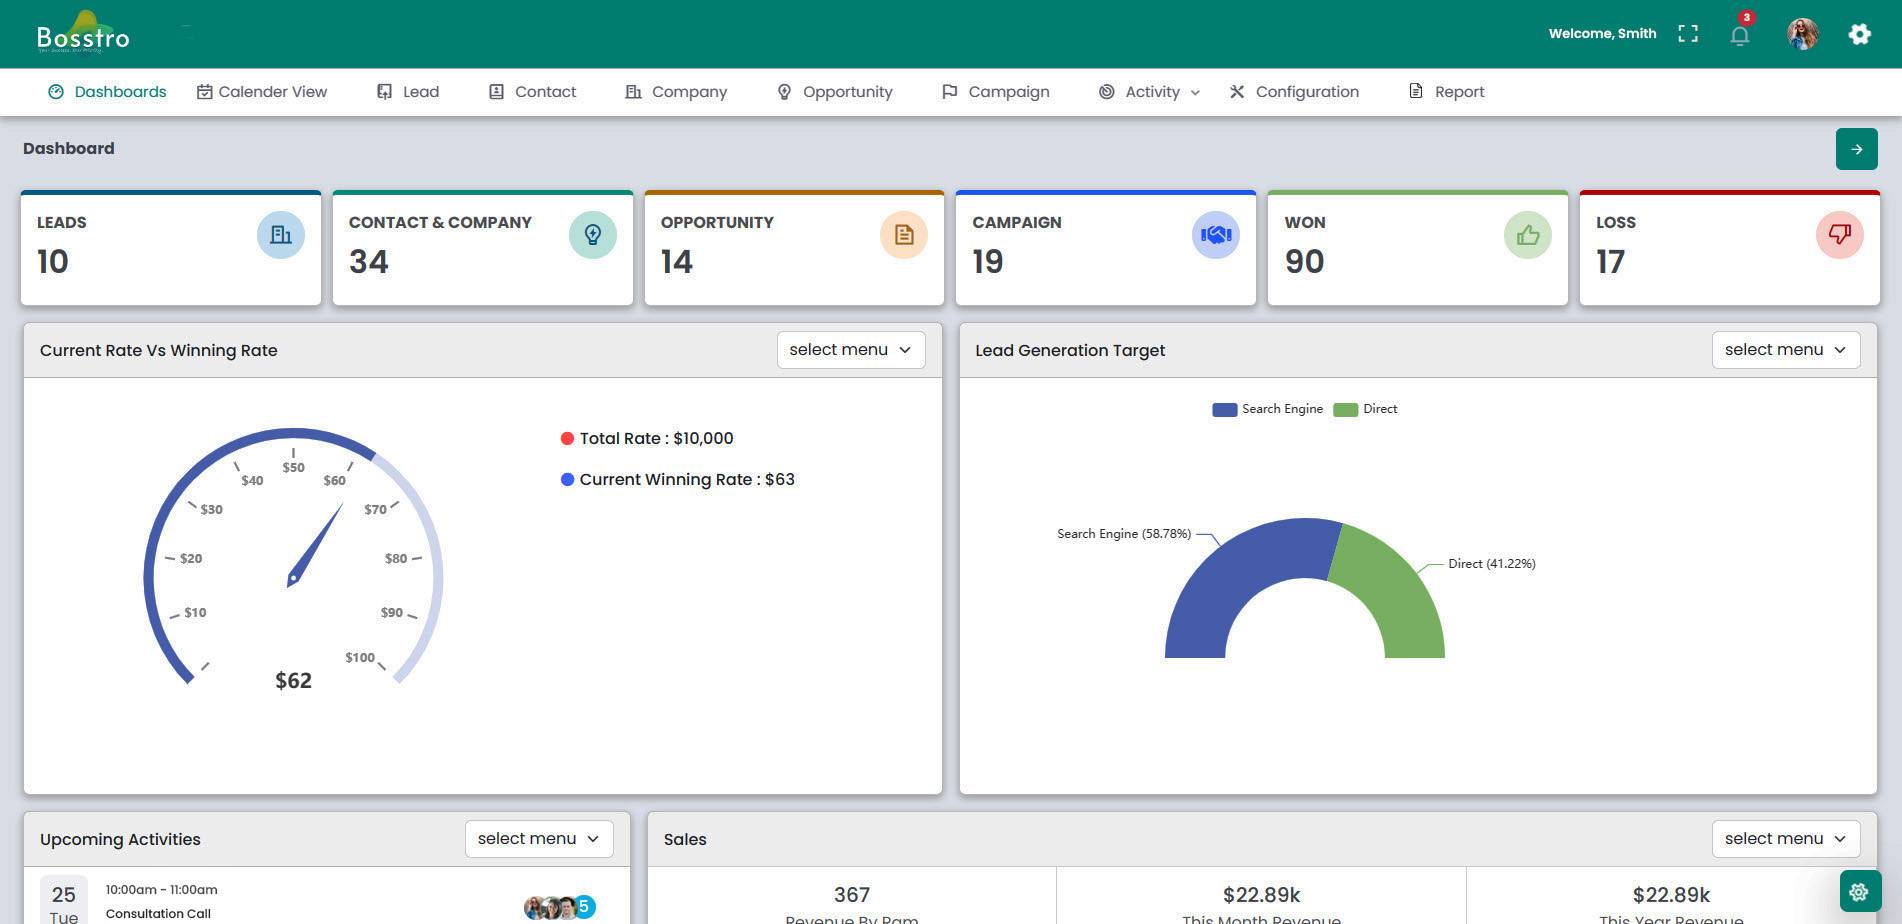 Bosstro
Welcome, Smith
3
Dashboards
Calender View
Lead
Contact
Company
Opportunity
Campaign
Activity
Configuration
Report
Dashboard
LEADS
10
CONTACT & COMPANY
34
OPPORTUNITY
14
CAMPAIGN
19
WON
90
LOSS
17
Current Rate Vs Winning Rate
select menu
$50
$40
$60
$30
$70
$20
$80
$10
$90
$100
$62
Total Rate : $10,000
Current Winning Rate : $63
Lead Generation Target
select menu
Search Engine
Direct
Search Engine (58.78%)
Direct (41.22%)
Upcoming Activities
select menu
25
Tue
10:00am - 11:00am
Consultation Call
5
Sales
select menu
367
Revenue By Ram
$22.89k
This Month Revenue
$22.89k
This Year Revenue